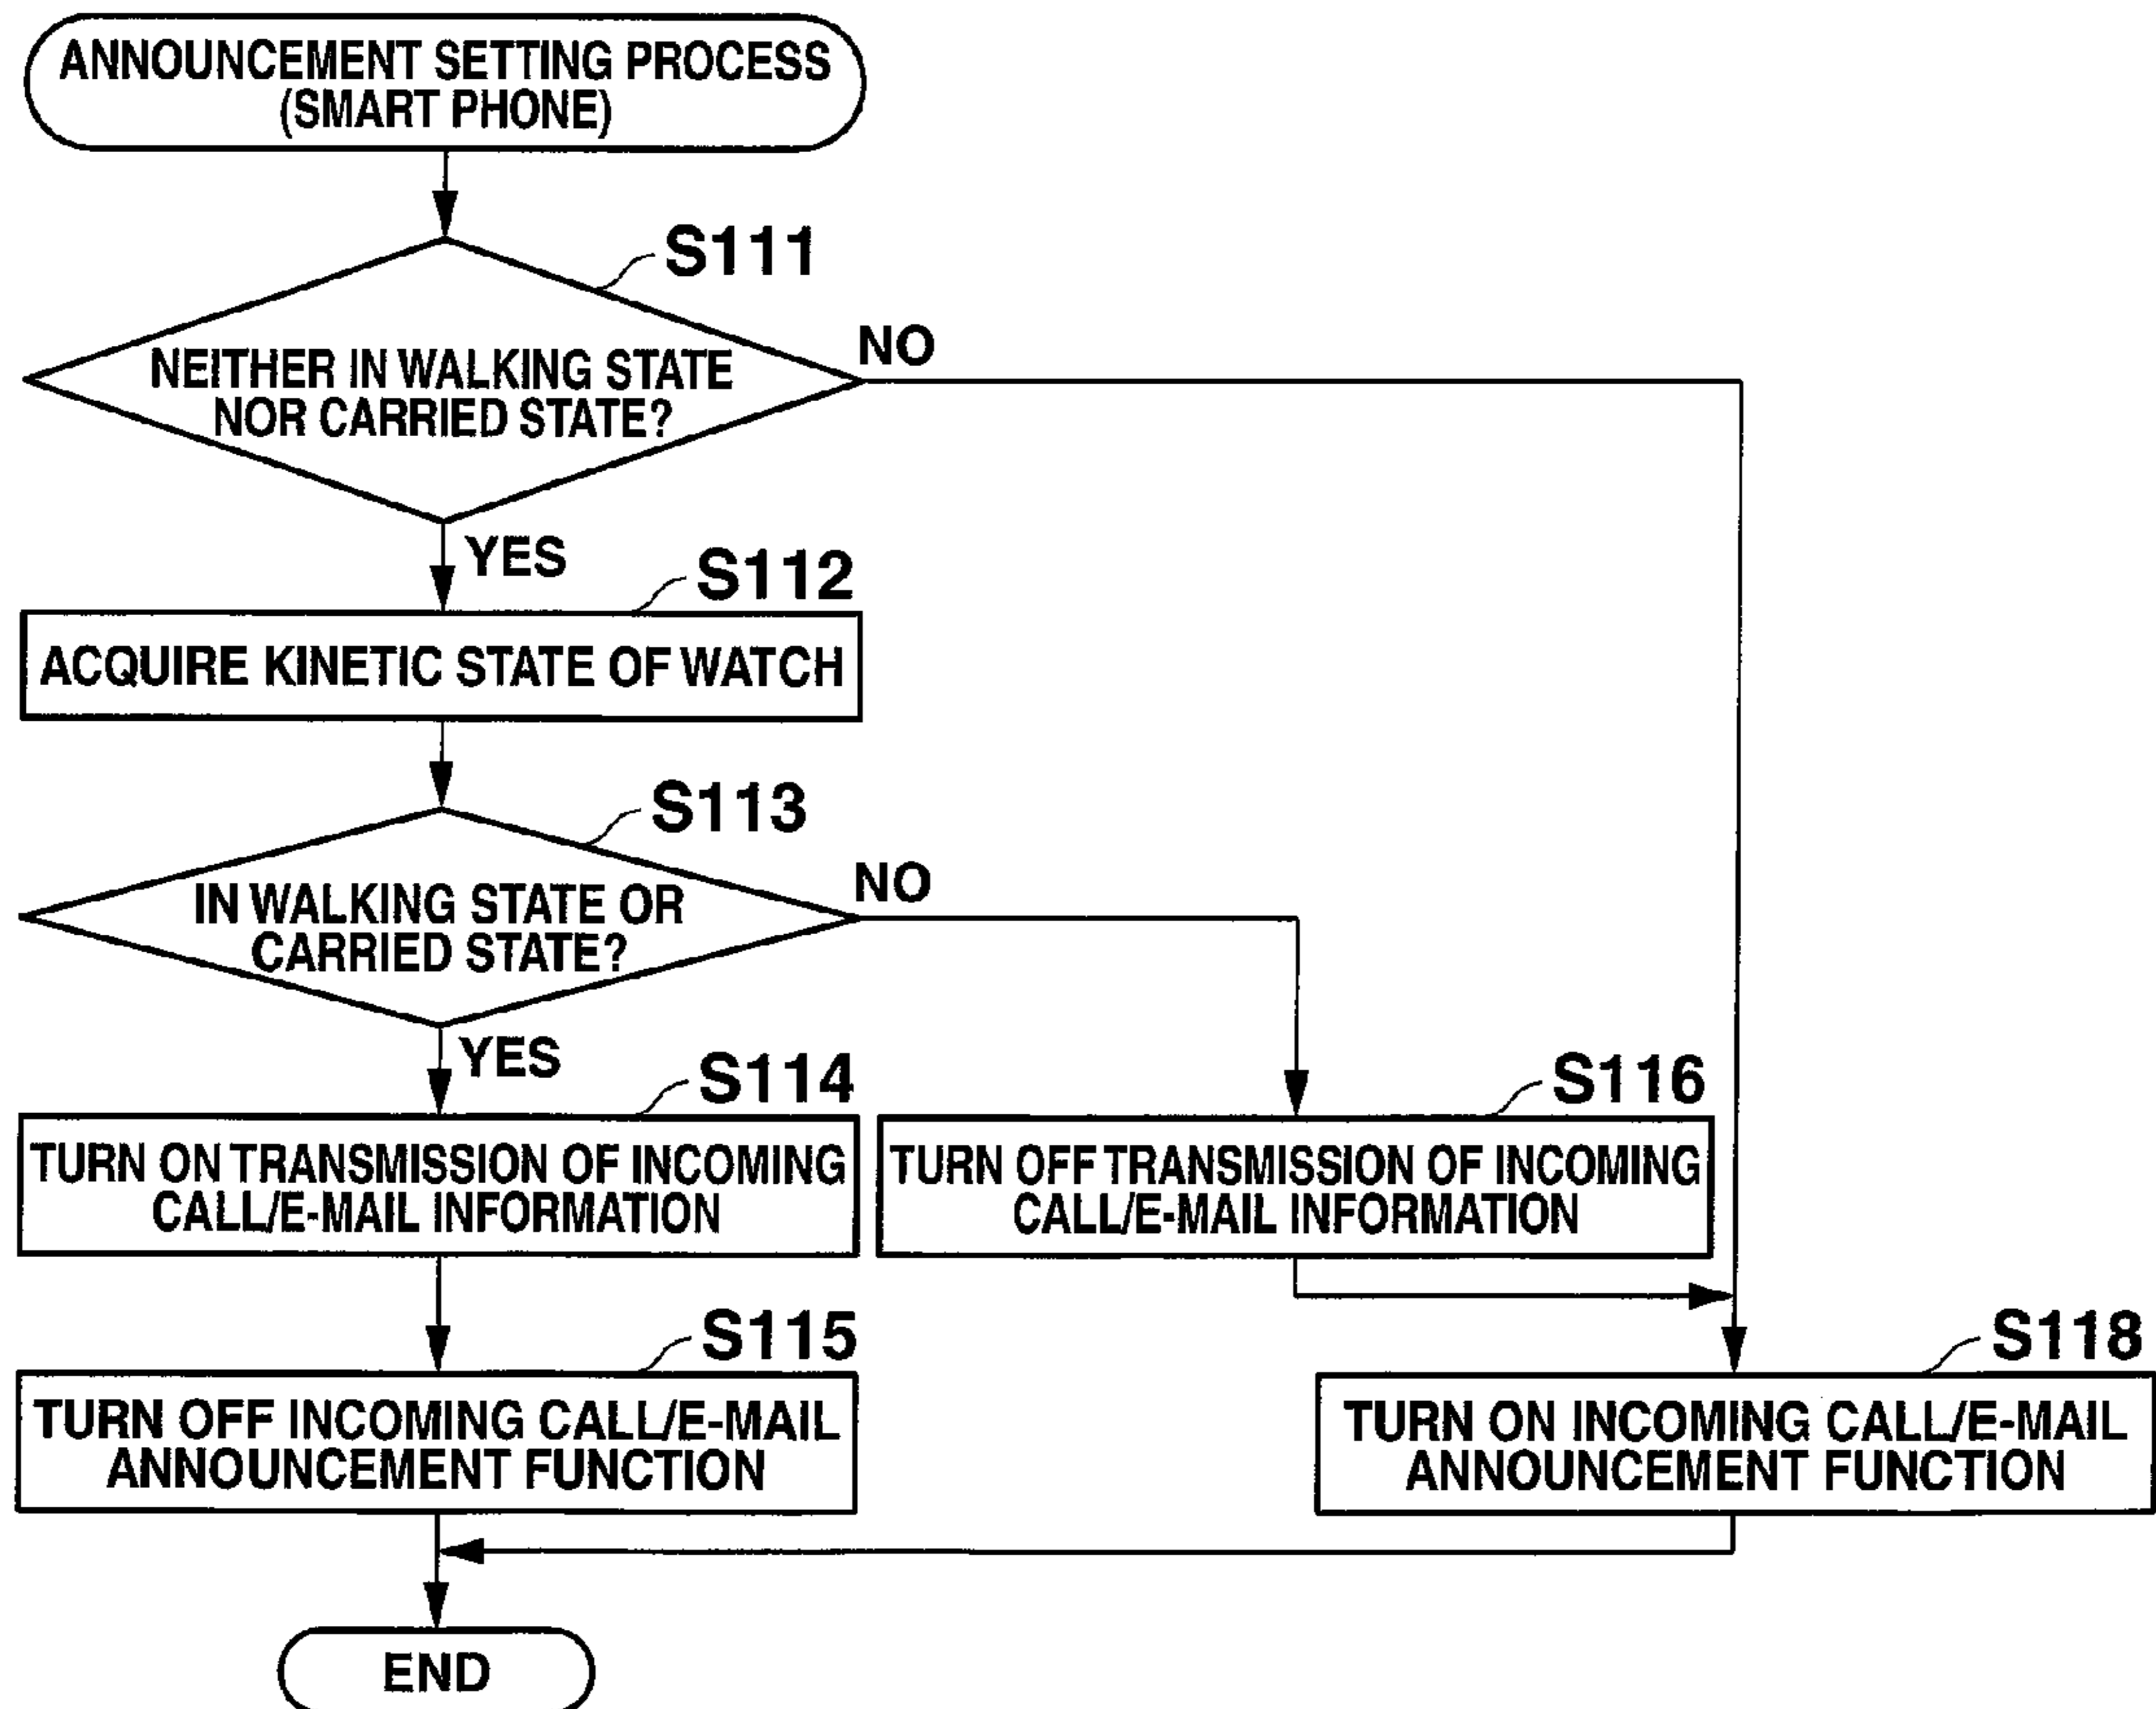 ANNOUNCEMENT SETTING PROCESS
(SMART PHONE)
S111
NEITHER IN WALKING STATE
NOR CARRIED STATE?
NO
YES
S112
ACQUIRE KINETIC STATE OF WATCH
S113
IN WALKING STATE OR
CARRIED STATE?
NO
YES
S114
TURN ON TRANSMISSION OF INCOMING
CALL/E-MAIL INFORMATION
S116
TURN OFF TRANSMISSION OF INCOMING
CALL/E-MAIL INFORMATION
S115
TURN OFF INCOMING CALL/E-MAIL
ANNOUNCEMENT FUNCTION
S118
TURN ON INCOMING CALL/E-MAIL
ANNOUNCEMENT FUNCTION
END